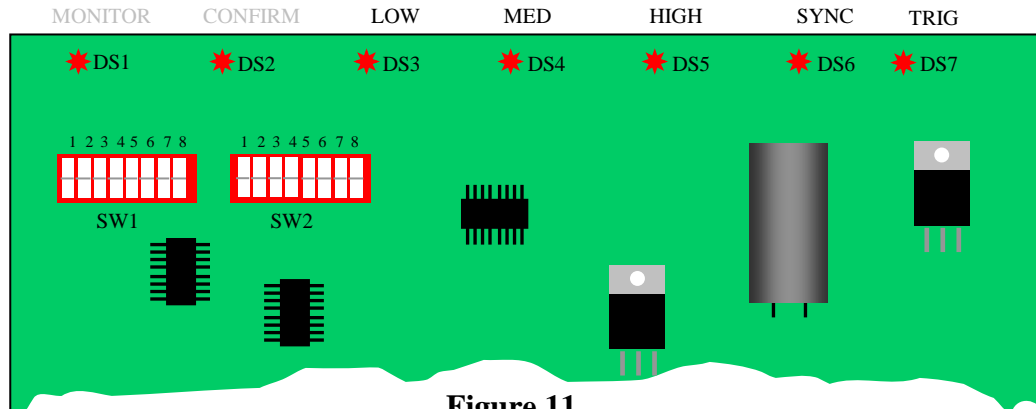 MONITOR CONFIRM LOW MED HIGH SYNC TRIG
DS1 DS2 DS3 DS4 DS5 DS6 DS7
1 2 3 4 5 6 7 8 1 2 3 4 5 6 7 8
SW1 SW2
Figure 11